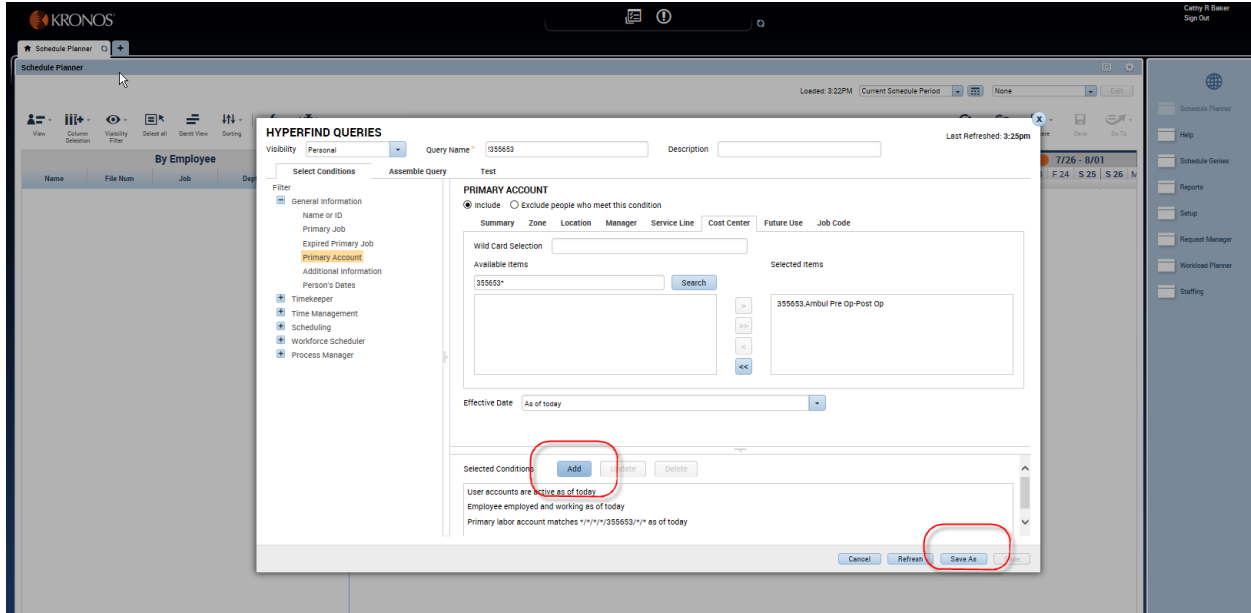 KRONOS
Cathy R Baker
Sign Out
Schedule Planner
Schedule Planner
Loaded: 3:22PM Current Schedule Period None Edit
View Column Selection Visibility Filter Select all Gantt View Sorting
Save Go To
By Employee
Name File Num Job
7/26 - 8/01
F 24 S 25 S 26 M
HYPERFIND QUERIES
Last Refreshed: 3:25pm
Visibility Personal Query Name* !355653 Description
Select Conditions Assemble Query Test
Filter
General Information
Name or ID
Primary Job
Expired Primary Job
Primary Account
Additional Information
Person's Dates
Timekeeper
Time Management
Scheduling
Workforce Scheduler
Process Manager
PRIMARY ACCOUNT
Include Exclude people who meet this condition
Summary Zone Location Manager Service Line Cost Center Future Use Job Code
Wild Card Selection
Available Items Selected Items
355653* Search
355653,Ambul Pre Op-Post Op
>
>>
<
<<
Effective Date As of today
Selected Conditions Add Update Delete
User accounts are active as of today
Employee employed and working as of today
Primary labor account matches */*/*/*/355653/*/* as of today
Cancel Refresh Save As
Schedule Planner
Help
Schedule Genies
Reports
Setup
Request Manager
Workload Planner
Staffing